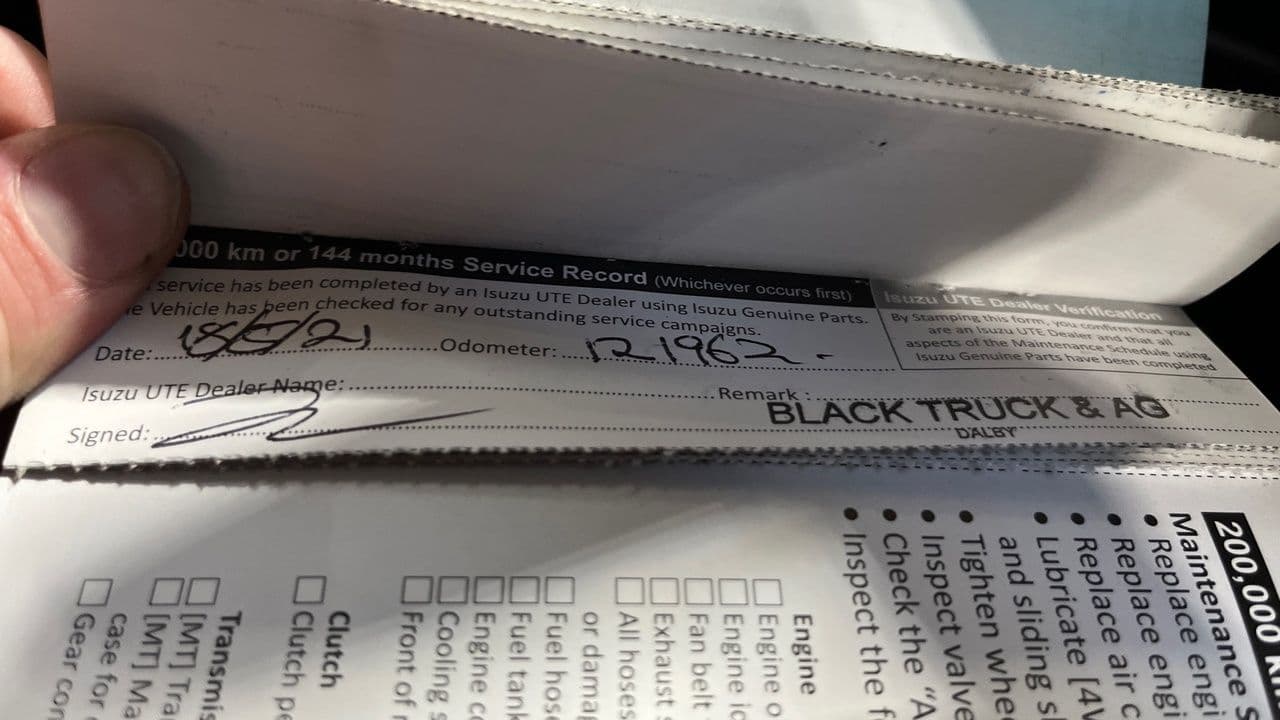 000 km or 144 months Service Record (Whichever occurs first)
service has been completed by an Isuzu UTE Dealer using Isuzu Genuine Parts.
Vehicle has been checked for any outstanding service campaigns.
Date: 18/5/21 Odometer: 121962
Isuzu UTE Dealer Name:
Remark :
Signed:
BLACK TRUCK & AG
DALBY
Isuzu UTE Dealer Verification
By Stamping this form, you confirm that you
are an Isuzu UTE Dealer and that all
aspects of the Maintenance Schedule using
Isuzu Genuine Parts have been completed
200,000
Maintenance S
• Replace engi
• Replace engi
• Replace air c
• Replace [4W
• Lubricate
and sliding s
• Tighten whe
• Inspect valve
• Check the "A
• Inspect the f
Engine
Engine o
Engine ic
Fan belt
Exhaust s
All hoses
or damag
Fuel hose
Fuel tank
Engine co
Cooling s
Front of r
Clutch
Clutch pe
Transmis
[MT] Tra
[MT] Ma
case for
Gear con